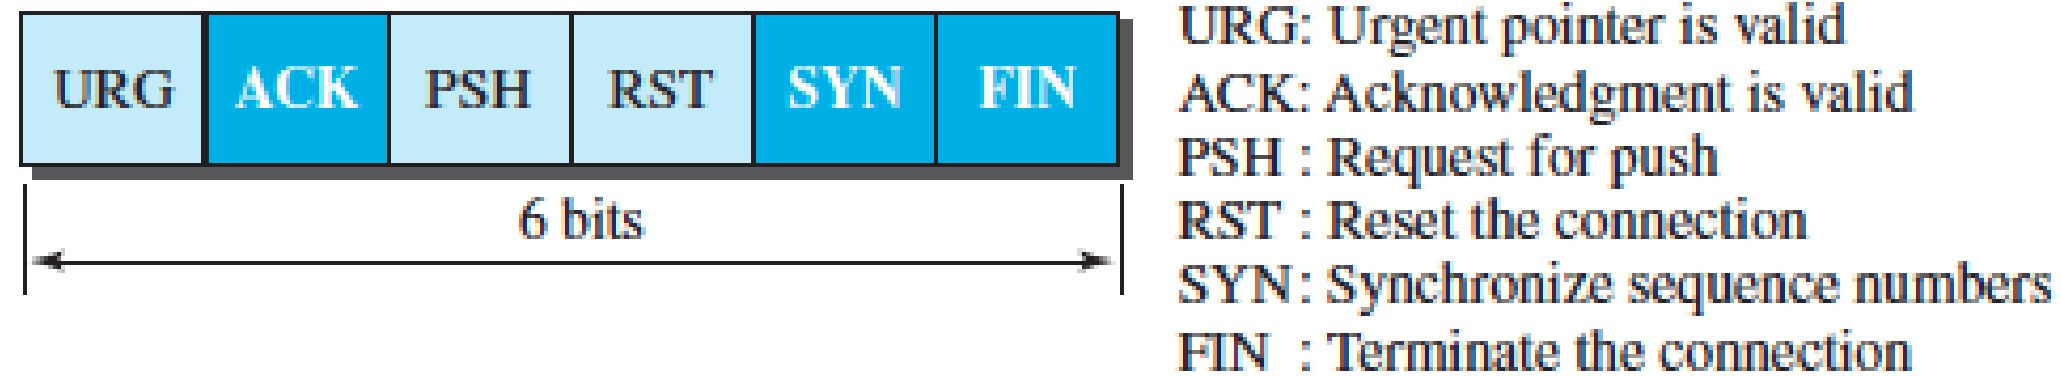 URG ACK PSH RST SYN FIN
6 bits
URG: Urgent pointer is valid
ACK: Acknowledgment is valid
PSH : Request for push
RST : Reset the connection
SYN: Synchronize sequence numbers
FIN : Terminate the connection